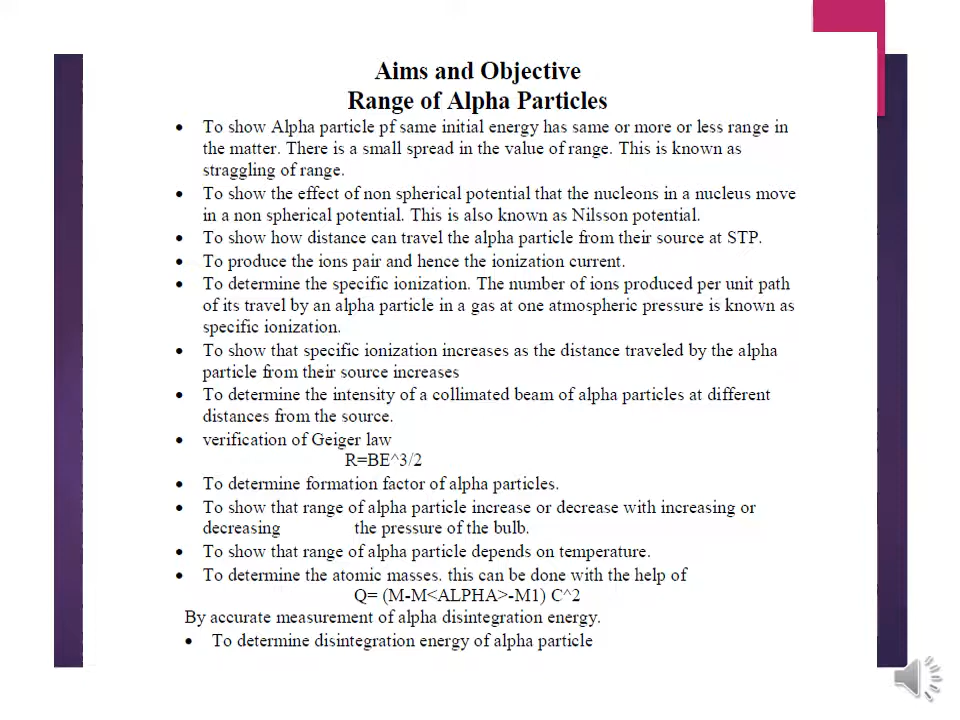 Aims and Objective
Range of Alpha Particles
• To show Alpha particle pf same initial energy has same or more or less range in
the matter. There is a small spread in the value of range. This is known as
straggling of range.
• To show the effect of non spherical potential that the nucleons in a nucleus move
in a non spherical potential. This is also known as Nilsson potential.
• To show how distance can travel the alpha particle from their source at STP.
• To produce the ions pair and hence the ionization current.
• To determine the specific ionization. The number of ions produced per unit path
of its travel by an alpha particle in a gas at one atmospheric pressure is known as
specific ionization.
• To show that specific ionization increases as the distance traveled by the alpha
particle from their source increases
• To determine the intensity of a collimated beam of alpha particles at different
distances from the source.
• verification of Geiger law
R=BE^3/2
• To determine formation factor of alpha particles.
• To show that range of alpha particle increase or decrease with increasing or
decreasing the pressure of the bulb.
• To show that range of alpha particle depends on temperature.
• To determine the atomic masses. this can be done with the help of
Q= (M-M<ALPHA>-M1) C^2
By accurate measurement of alpha disintegration energy.
• To determine disintegration energy of alpha particle